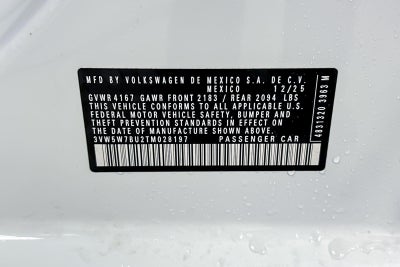 MFD BY VOLKSWAGEN DE MEXICO S.A. DE C.V.
MEXICO 12/25
GVWR 4167 GAWR FRONT 2183 / REAR 2094 LBS
THIS VEHICLE CONFORMS TO ALL APPLICABLE U.S.
FEDERAL MOTOR VEHICLE SAFETY, BUMPER AND
THEFT PREVENTION STANDARDS IN EFFECT ON THE
DATE OF MANUFACTURE SHOWN ABOVE
3VW5W7BU2TM028197 PASSENGER CAR
4831320 3963 M